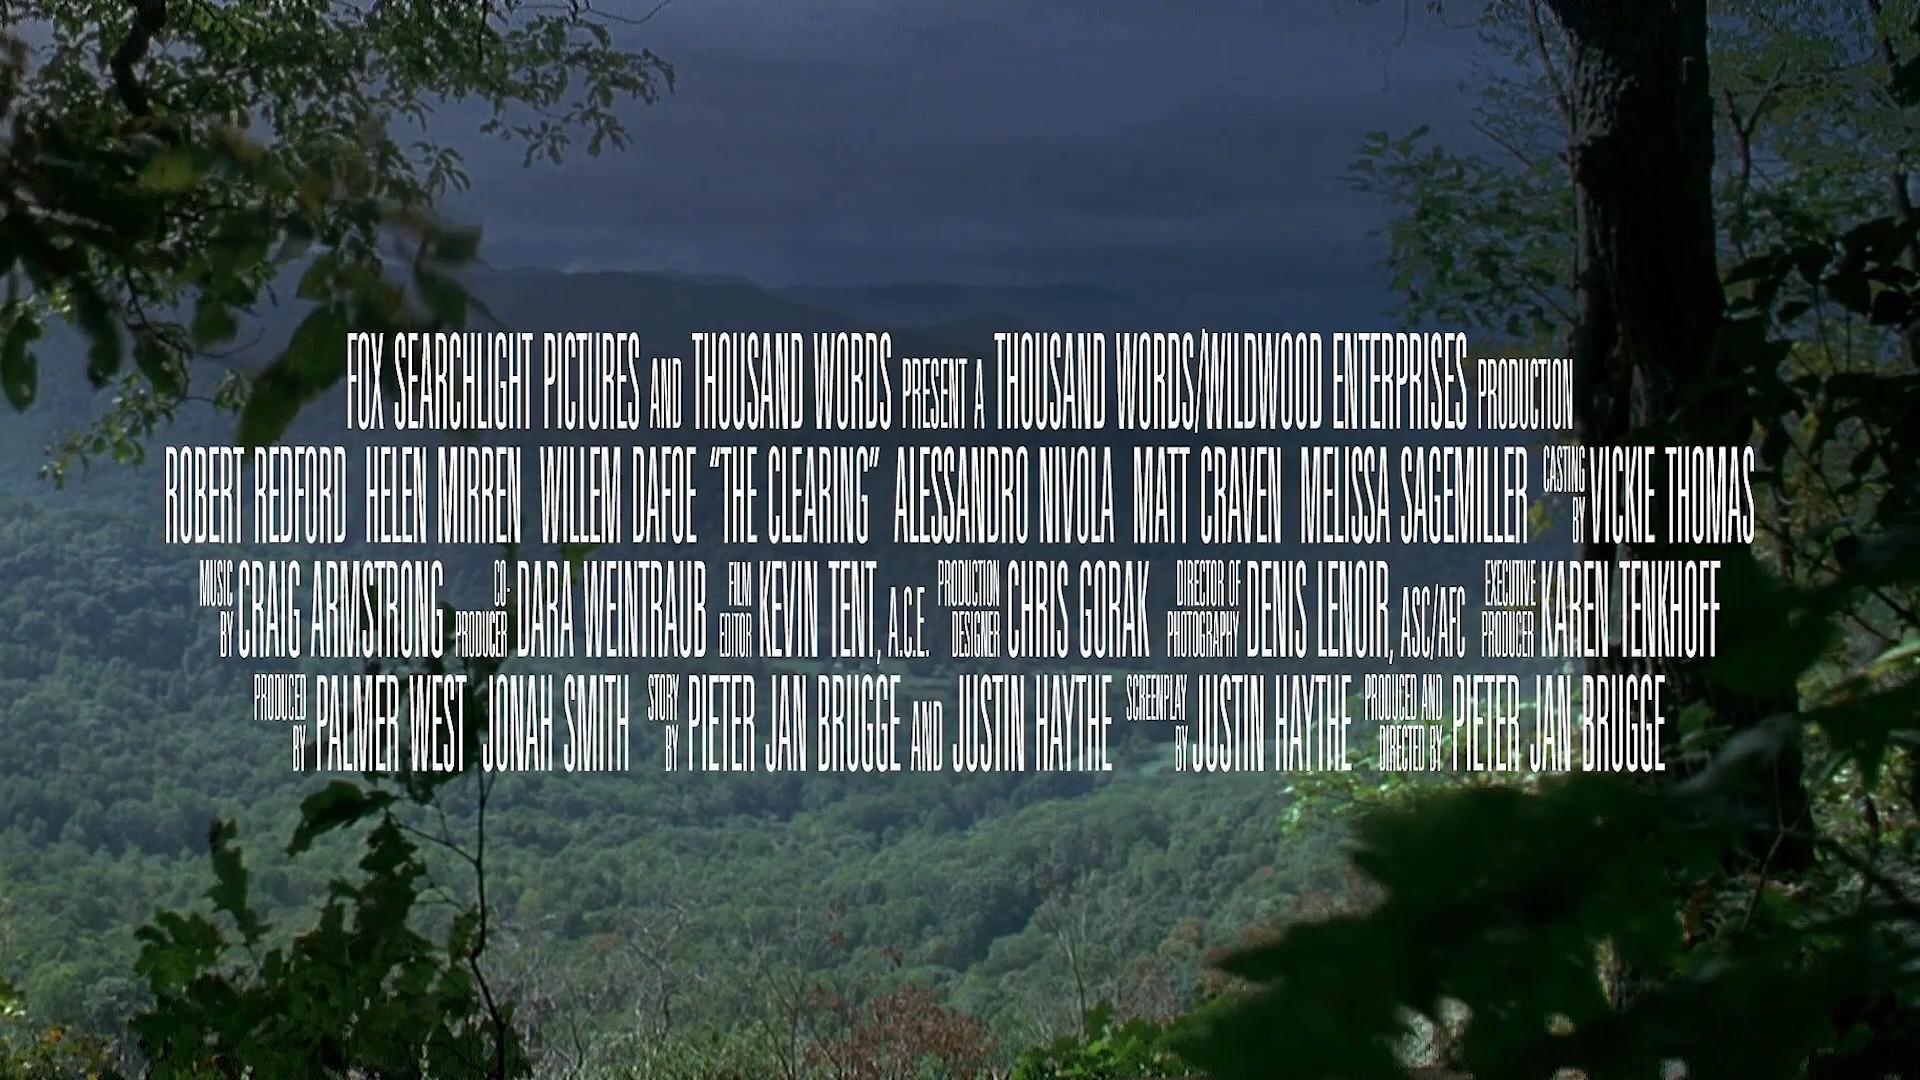 FOX SEARCHLIGHT PICTURES AND THOUSAND WORDS PRESENT A THOUSAND WORDS/WILDWOOD ENTERPRISES PRODUCTION
ROBERT REDFORD HELEN MIRREN WILLEM DAFOE “THE CLEARING” ALESSANDRO NIVOLA MATT CRAVEN MELISSA SAGEMILLER CASTING BY VICKIE THOMAS
MUSIC BY CRAIG ARMSTRONG CO-PRODUCER DARA WEINTRAUB FILM EDITOR KEVIN TENT, A.C.E. PRODUCTION DESIGNER CHRIS GORAK DIRECTOR OF PHOTOGRAPHY DENIS LENOIR, ASC/AFC EXECUTIVE PRODUCER KAREN TENKHOFF
PRODUCED BY PALMER WEST JONAH SMITH STORY BY PIETER JAN BRUGGE AND JUSTIN HAYTHE SCREENPLAY BY JUSTIN HAYTHE PRODUCED AND DIRECTED BY PIETER JAN BRUGGE